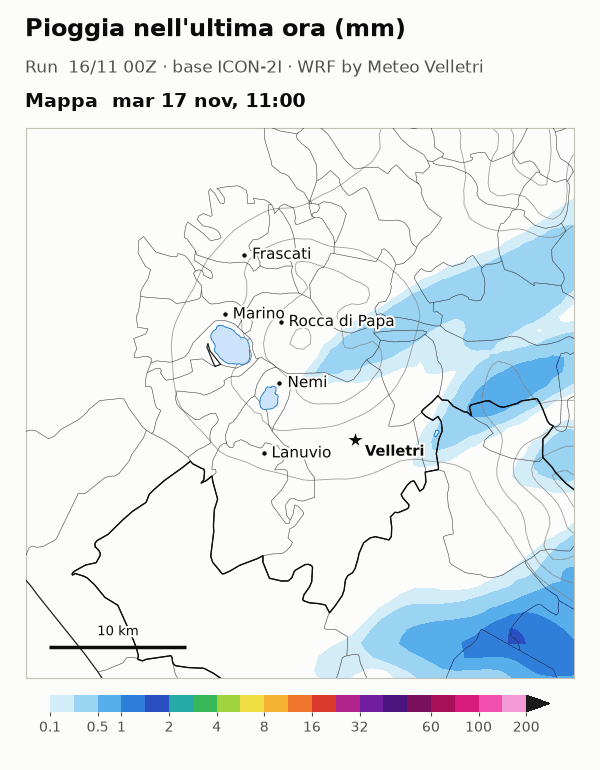 Pioggia nell'ultima ora (mm)
Run  16/11 00Z · base ICON-2I · WRF by Meteo Velletri
Mappa  mar 17 nov, 11:00
Frascati
Marino
Rocca di Papa
Nemi
Velletri
Lanuvio
10 km
0.1 0.5 1 2 4 8 16 32 60 100 200